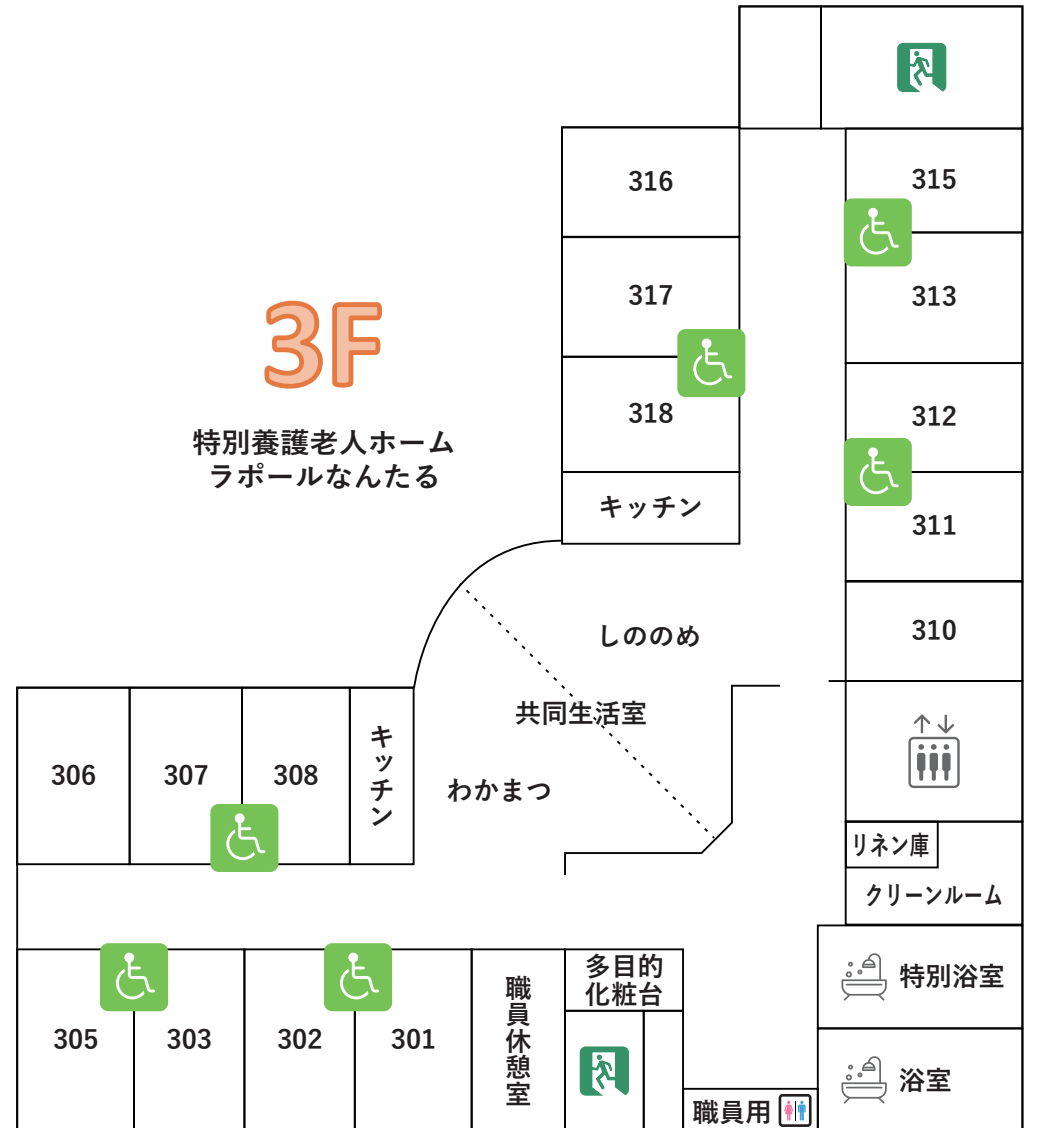 3F
特別養護老人ホーム
ラポールなんたる
316
317
318
キッチン
315
313
312
311
310
しののめ
共同生活室
わかまつ
306
307
308
キッチン
リネン庫
クリーンルーム
特別浴室
浴室
305
303
302
301
職員休憩室
多目的
化粧台
職員用